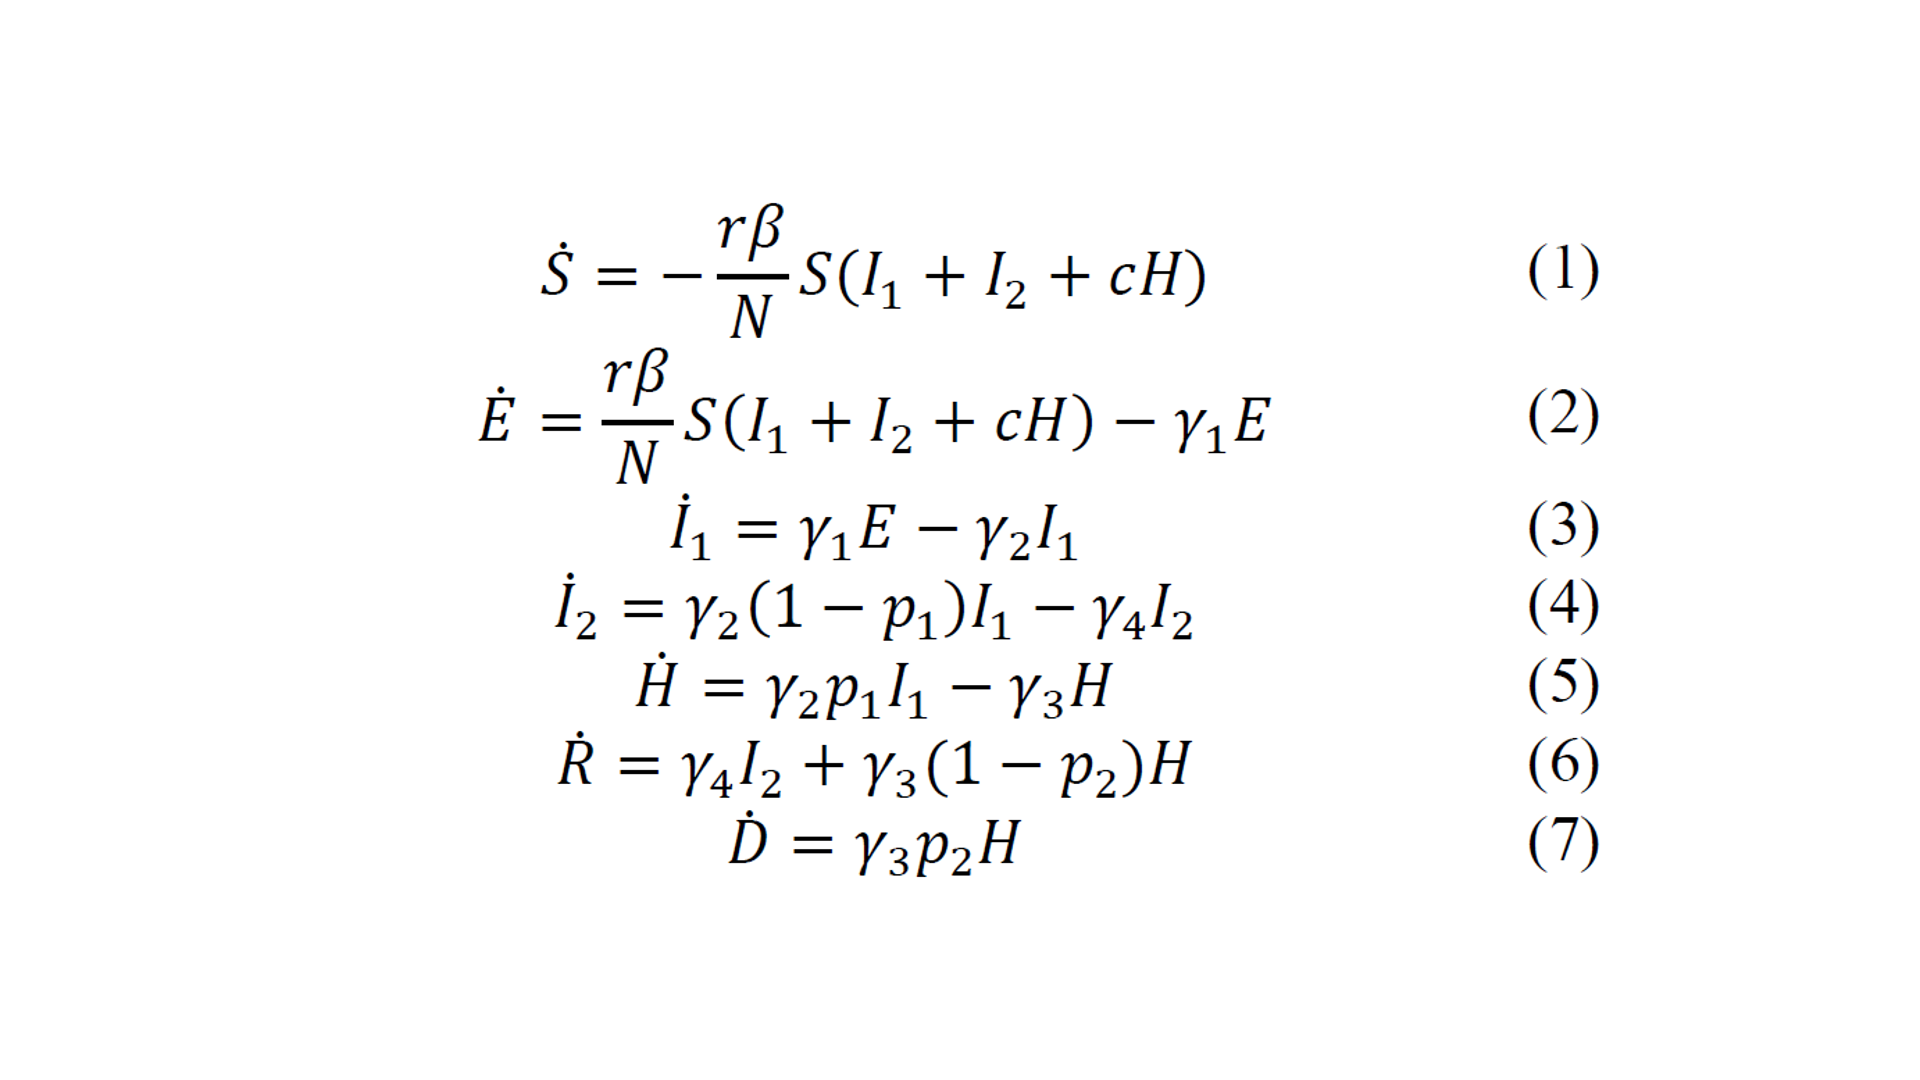 Ṡ = −rβ/N S(I₁ + I₂ + cH) (1)
Ė = rβ/N S(I₁ + I₂ + cH) − γ₁E (2)
İ₁ = γ₁E − γ₂I₁ (3)
İ₂ = γ₂(1 − p₁)I₁ − γ₄I₂ (4)
Ḣ = γ₂p₁I₁ − γ₃H (5)
Ṙ = γ₄I₂ + γ₃(1 − p₂)H (6)
Ḋ = γ₃p₂H (7)